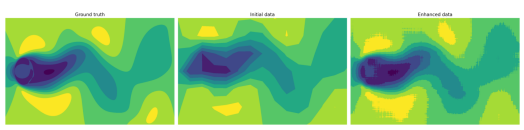 Ground truth
Initial data
Enhanced data